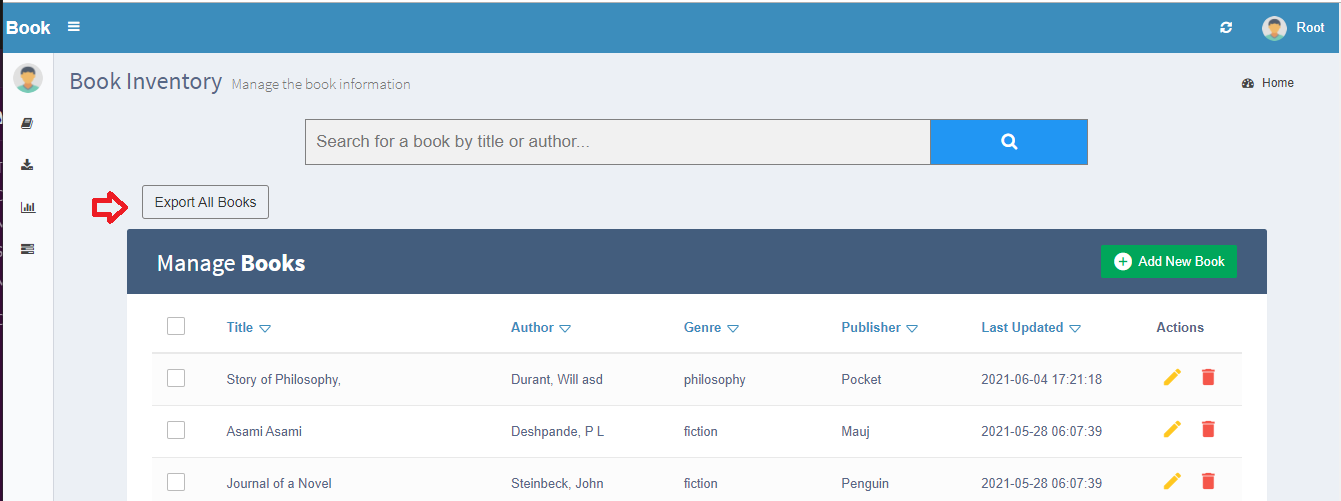 Book Root
Book Inventory Manage the book information Home
Search for a book by title or author...
Export All Books
Manage Books Add New Book
Title Author Genre Publisher Last Updated Actions
Story of Philosophy, Durant, Will asd philosophy Pocket 2021-06-04 17:21:18
Asami Asami Deshpande, P L fiction Mauj 2021-05-28 06:07:39
Journal of a Novel Steinbeck, John fiction Penguin 2021-05-28 06:07:39